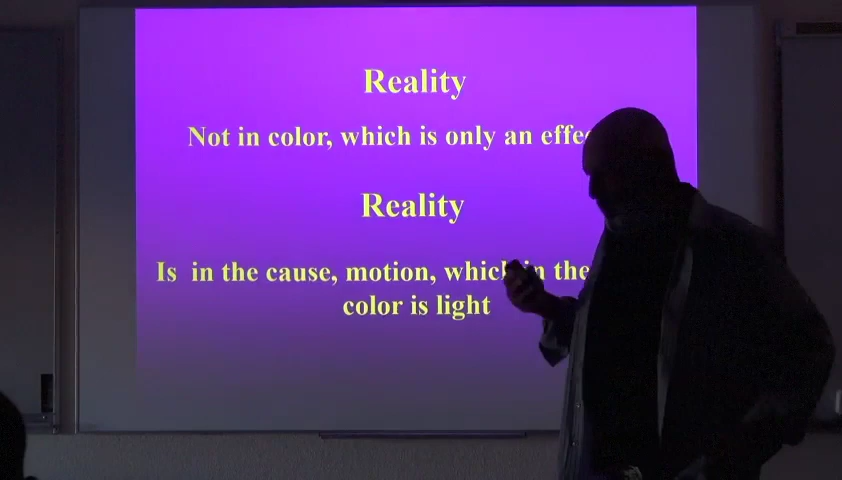 Reality
Not in color, which is only an
Reality
Is in the cause, motion, in the
color is light